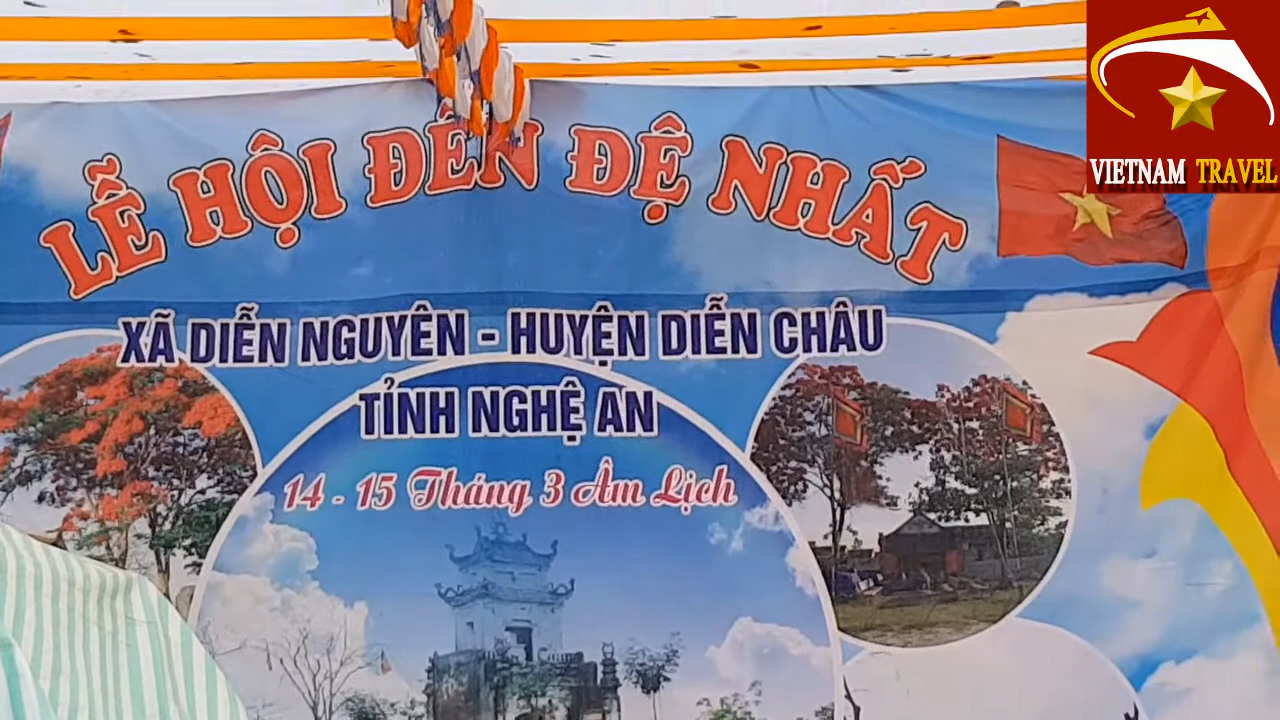 LỄ HỘI ĐỀN ĐỆ NHẤT
XÃ DIỄN NGUYÊN - HUYỆN DIỄN CHÂU
TỈNH NGHỆ AN
14 - 15 Tháng 3 Âm Lịch
VIETNAM TRAVEL